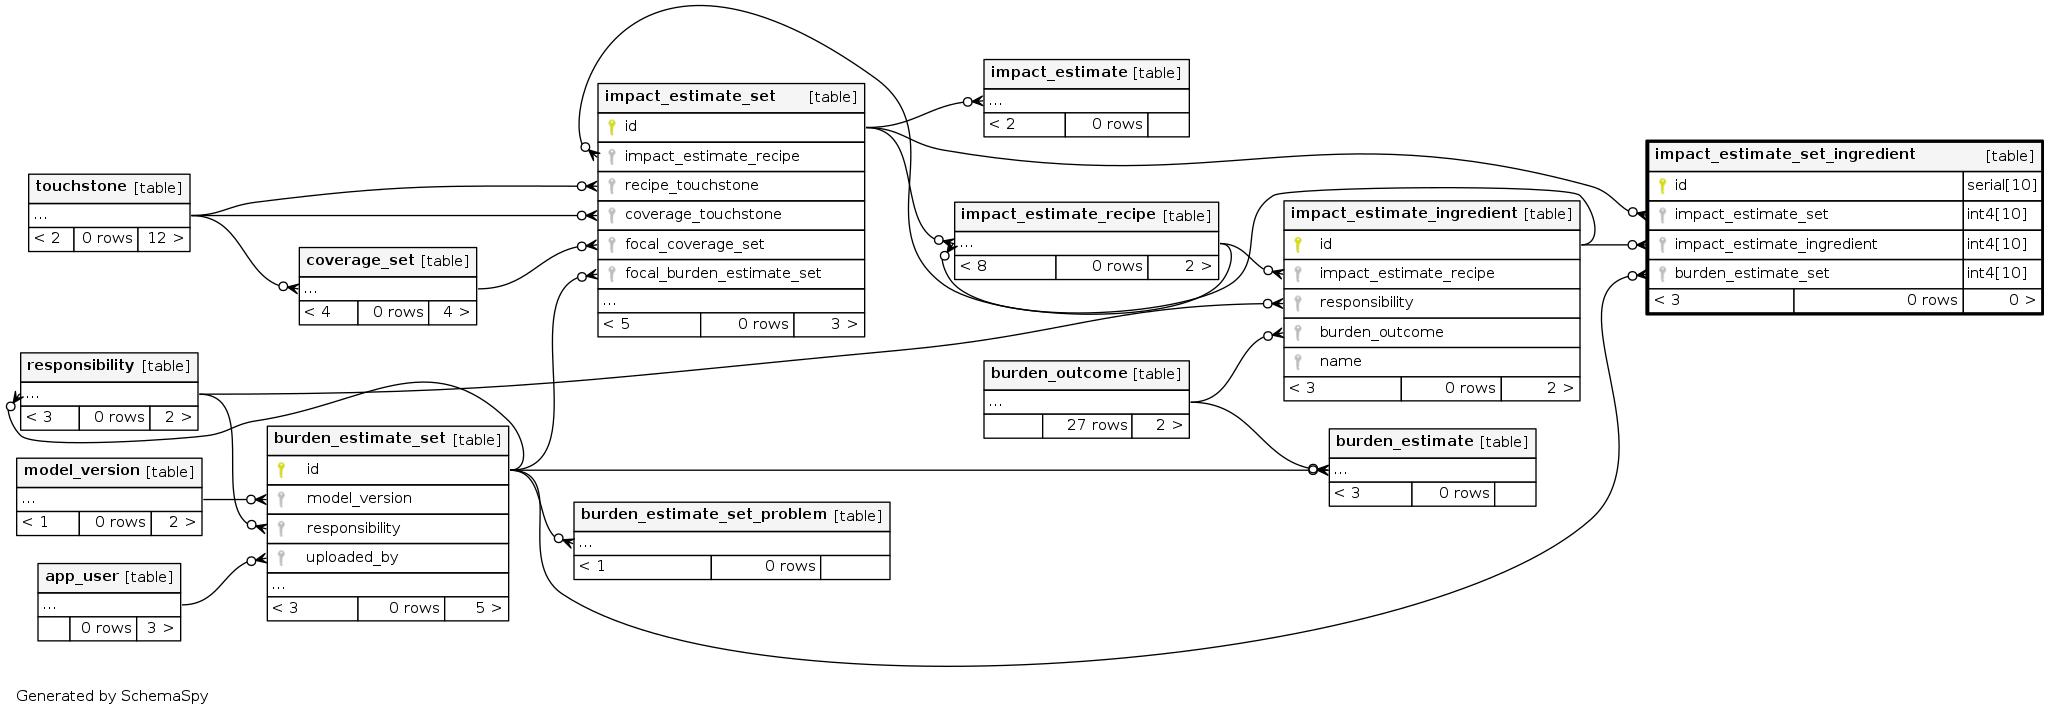 impact_estimate [table]
...
< 2 0 rows
impact_estimate_set [table]
id
impact_estimate_recipe
recipe_touchstone
coverage_touchstone
focal_coverage_set
focal_burden_estimate_set
...
< 5 0 rows 3 >
impact_estimate_set_ingredient [table]
id serial[10]
impact_estimate_set int4[10]
impact_estimate_ingredient int4[10]
burden_estimate_set int4[10]
< 3 0 rows 0 >
touchstone [table]
...
< 2 0 rows 12 >
impact_estimate_recipe [table]
...
< 8 0 rows 2 >
impact_estimate_ingredient [table]
id
impact_estimate_recipe
responsibility
burden_outcome
name
< 3 0 rows 2 >
coverage_set [table]
...
< 4 0 rows 4 >
responsibility [table]
...
< 3 0 rows 2 >
burden_outcome [table]
...
27 rows 2 >
burden_estimate_set [table]
id
model_version
responsibility
uploaded_by
...
< 3 0 rows 5 >
burden_estimate [table]
...
< 3 0 rows
model_version [table]
...
< 1 0 rows 2 >
burden_estimate_set_problem [table]
...
< 1 0 rows
app_user [table]
...
0 rows 3 >
Generated by SchemaSpy